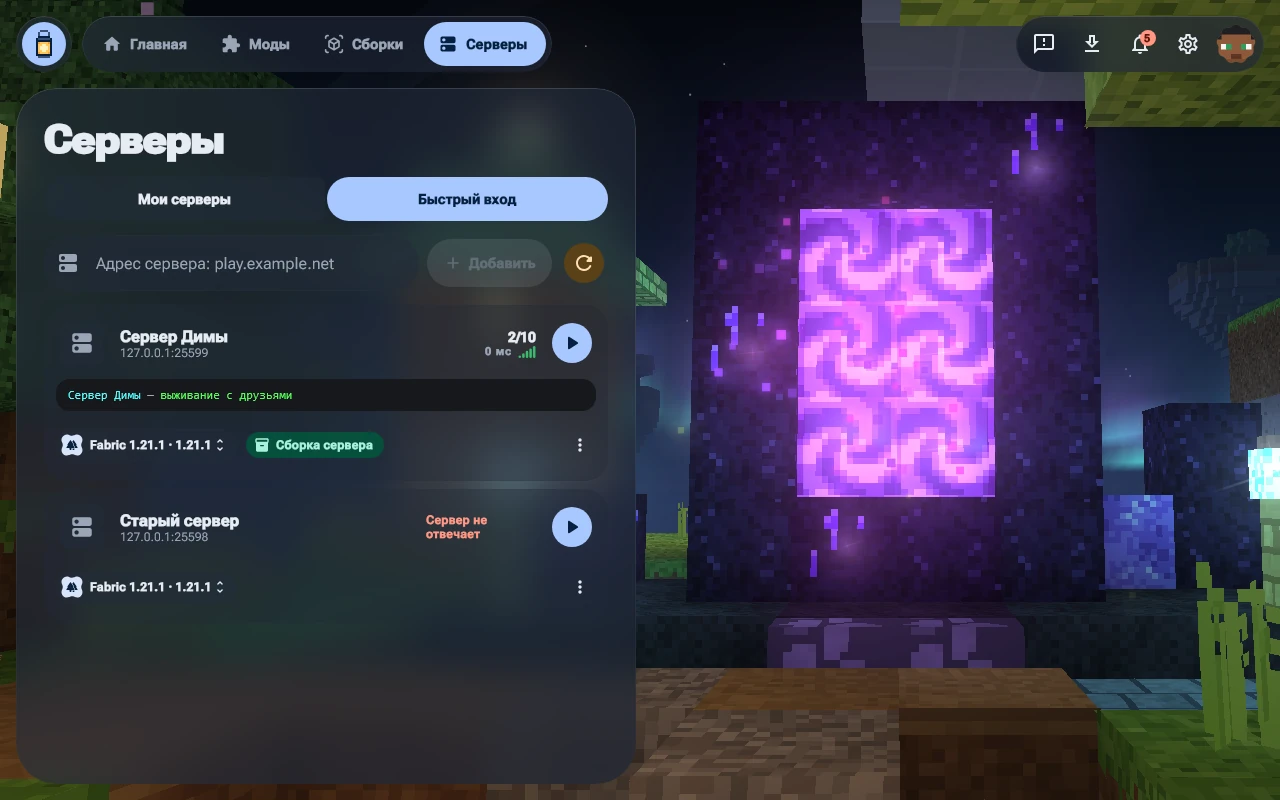 Главная
Моды
Сборки
Серверы
5
Серверы
Мои серверы
Быстрый вход
Адрес сервера: play.example.net
+ Добавить
Сервер Димы
127.0.0.1:25599
2/10
0 мс
Сервер Димы — выживание с друзьями
Fabric 1.21.1 · 1.21.1
Сборка сервера
Старый сервер
127.0.0.1:25598
Сервер не
отвечает
Fabric 1.21.1 · 1.21.1